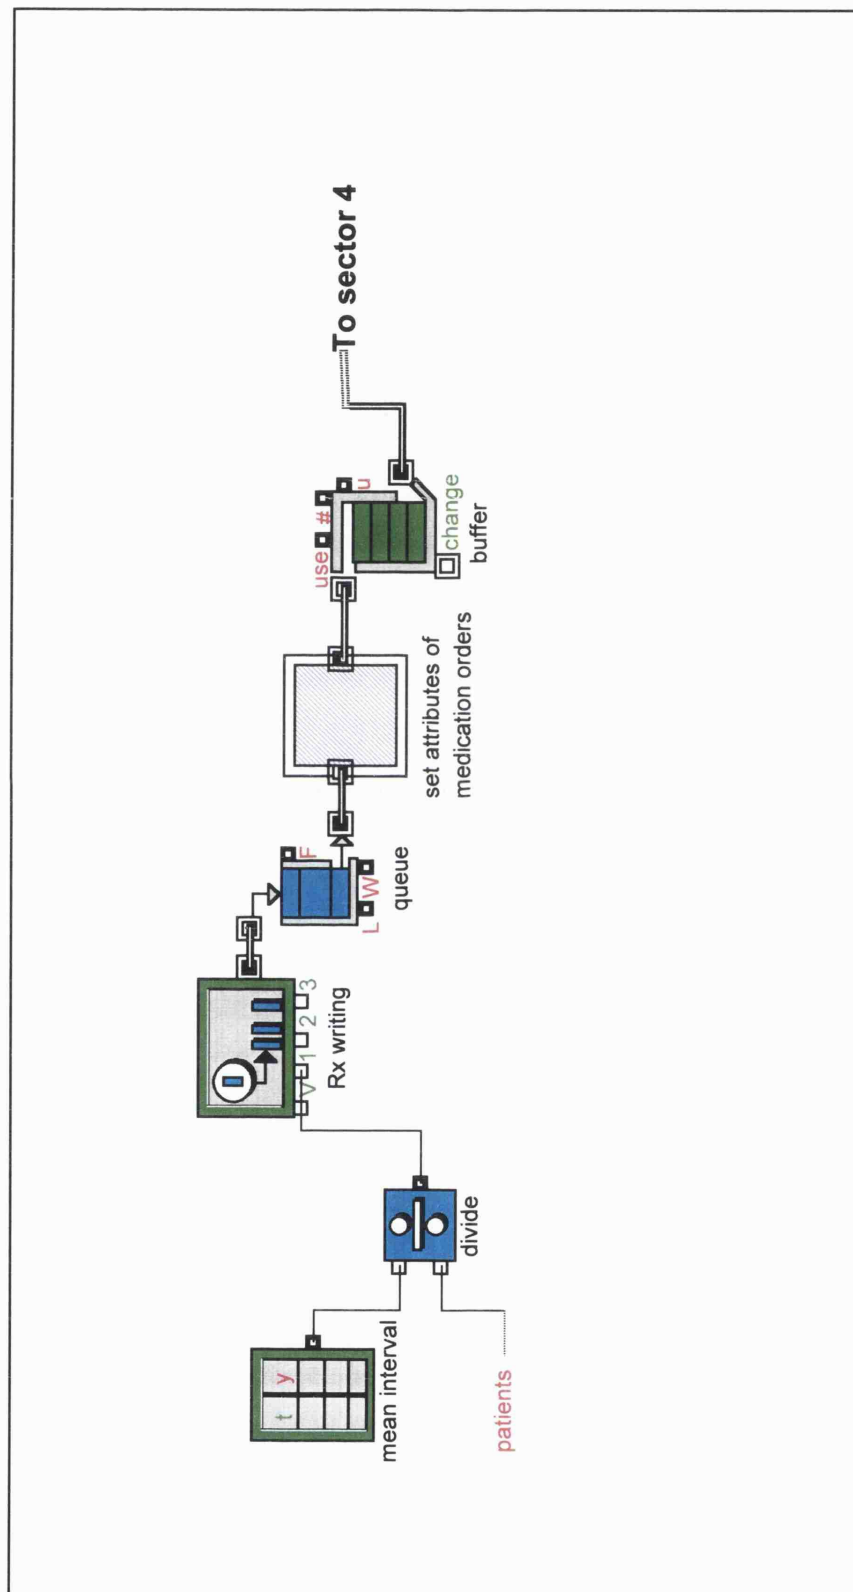 t y
mean interval
patients
divide
V 1 2 3
Rx writing
F
L W
queue
set attributes of
medication orders
use # u
change
buffer
To sector 4